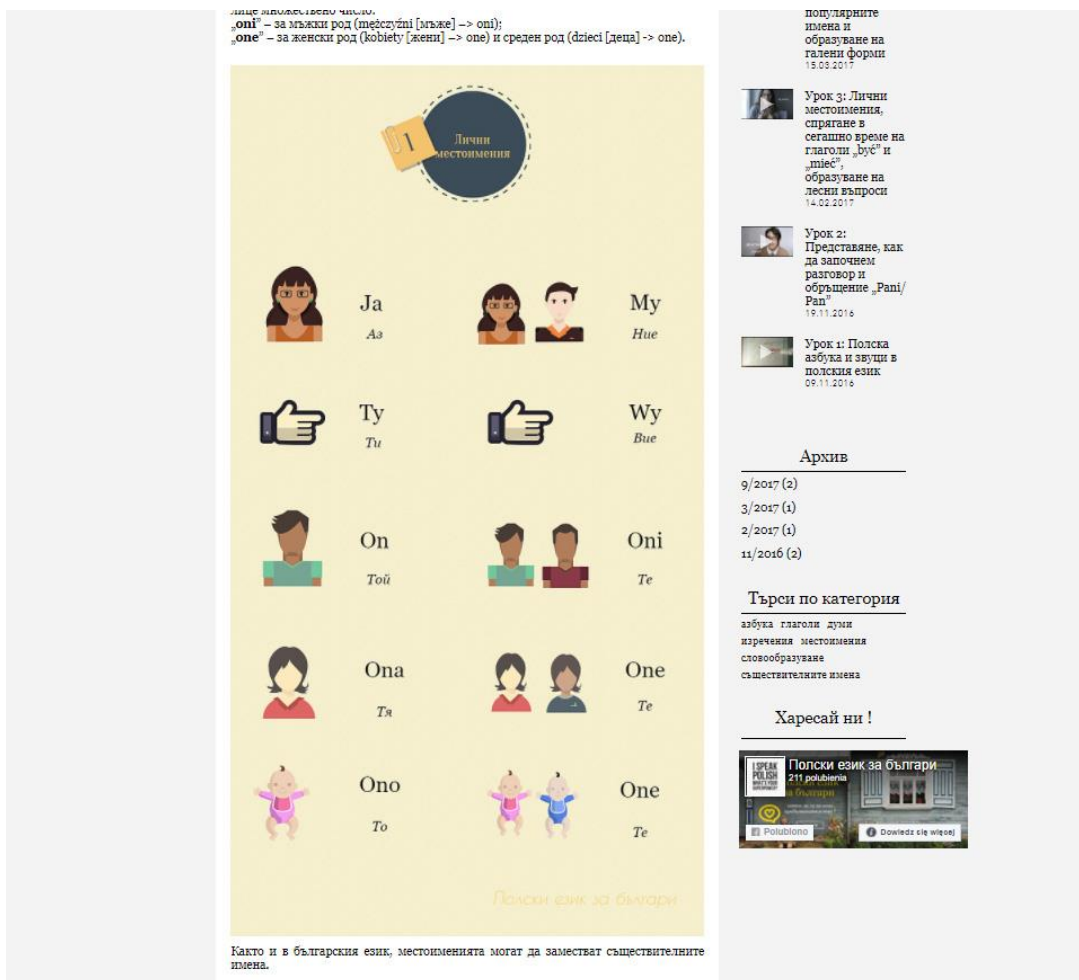 лице множествено число:
„oni” – за мъжки род (mężczyźni [мъже] –> oni);
„one” – за женски род (kobiety [жени] –> one) и среден род (dzieci [деца] -> one).
1
Лични
местоимения
Ja
Аз
My
Ние
Ty
Ти
Wy
Вие
On
Той
Oni
Те
Ona
Тя
One
Те
Ono
То
One
Те
Полски език за българи
Както и в българския език, местоименията могат да заместват съществителните
имена.
популярните
имена и
образуване на
галени форми
15.03.2017
Урок 3: Лични
местоимения,
спрягане в
сегашно време на
глаголи „być” и
„mieć”,
образуване на
лесни въпроси
14.02.2017
Урок 2:
Представяне, как
да започнем
разговор и
обръщение „Pani/
Pan”
19.11.2016
Урок 1: Полска
азбука и звуци в
полския език
09.11.2016
Архив
9/2017 (2)
3/2017 (1)
2/2017 (1)
11/2016 (2)
Търси по категория
азбука глаголи думи
изречения местоимения
словообразуване
съществителните имена
Харесай ни !
I SPEAK
POLISH
Полски език за българи
211 polubienia
за българи
Polubiono
Dowiedz się więcej